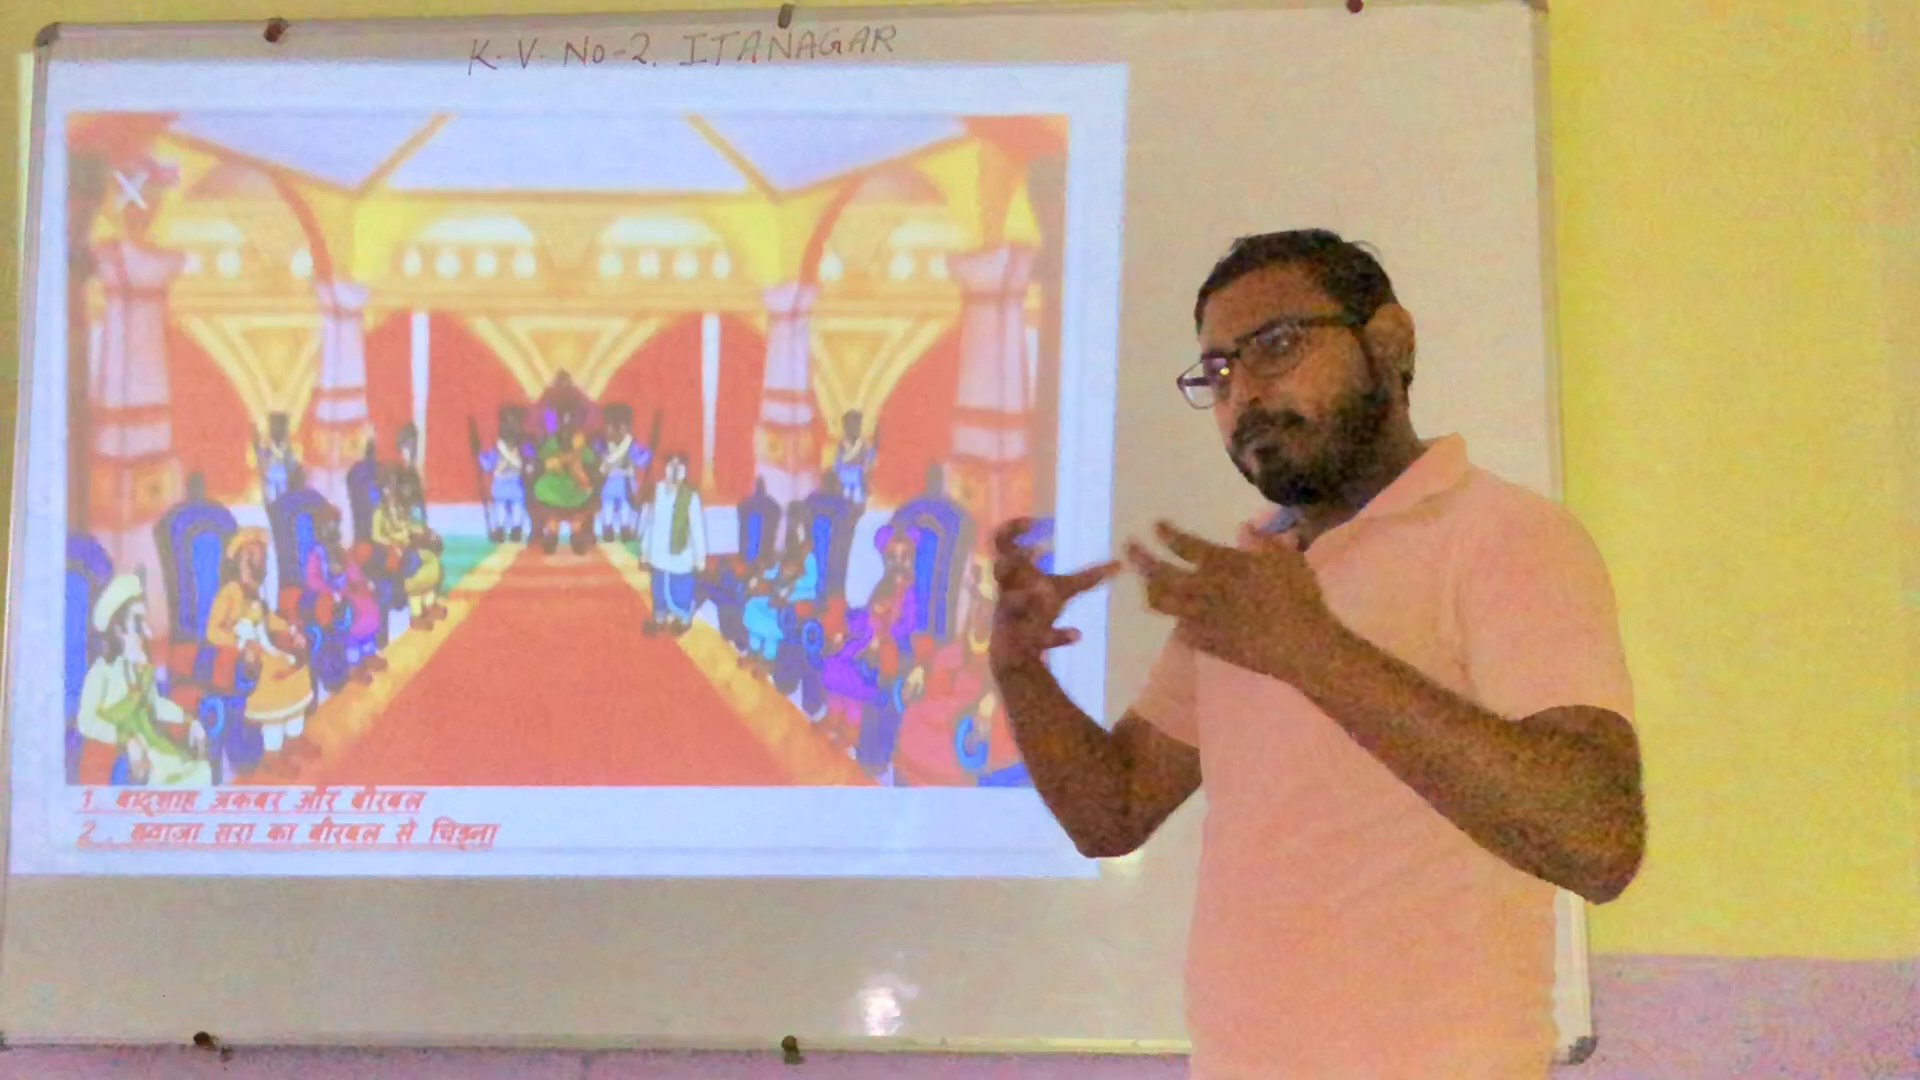 K. V. No-2. ITANAGAR
1. बादशाह अकबर और बीरबल
2. ख्वाजा सरा का बीरबल से चिढ़ना